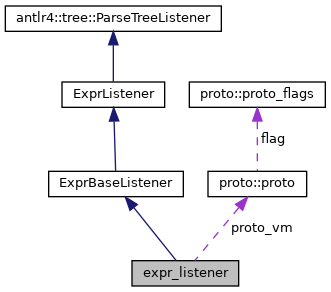 antlr4::tree::ParseTreeListener
ExprListener
proto::proto_flags
flag
ExprBaseListener
proto::proto
proto_vm
expr_listener